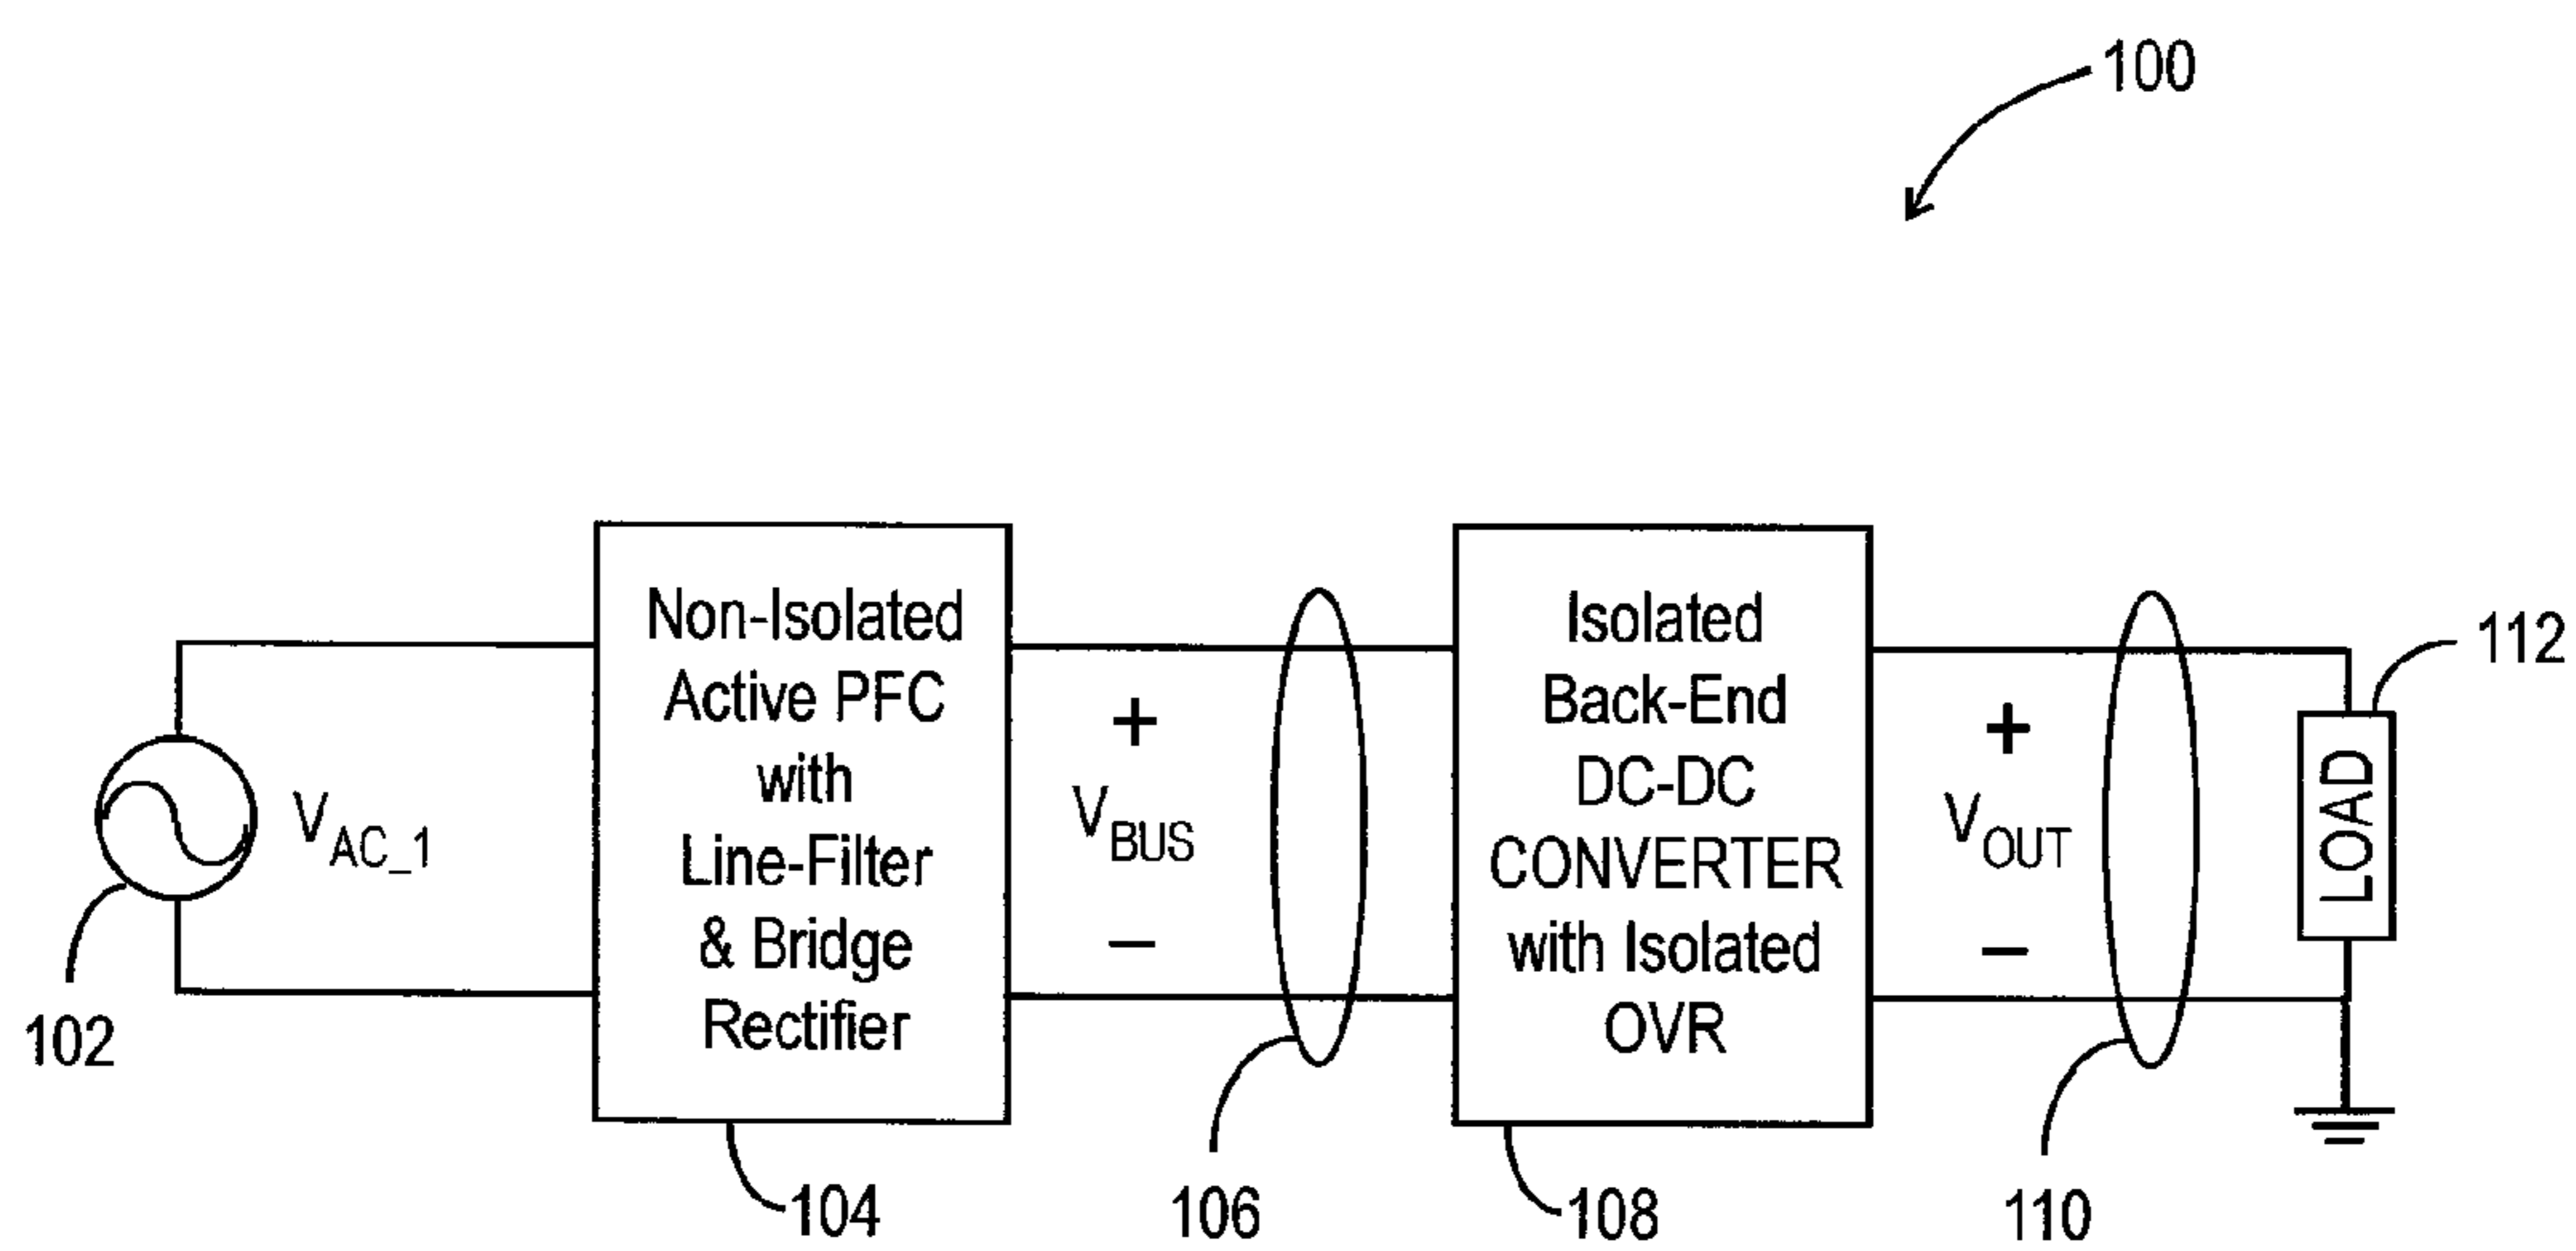 100
Non-Isolated
Active PFC
with
Line-Filter
& Bridge
Rectifier
Isolated
Back-End
DC-DC
CONVERTER
with Isolated
OVR
V_AC_1
+
V_BUS
−
+
V_OUT
−
LOAD
112
102
104
106
108
110